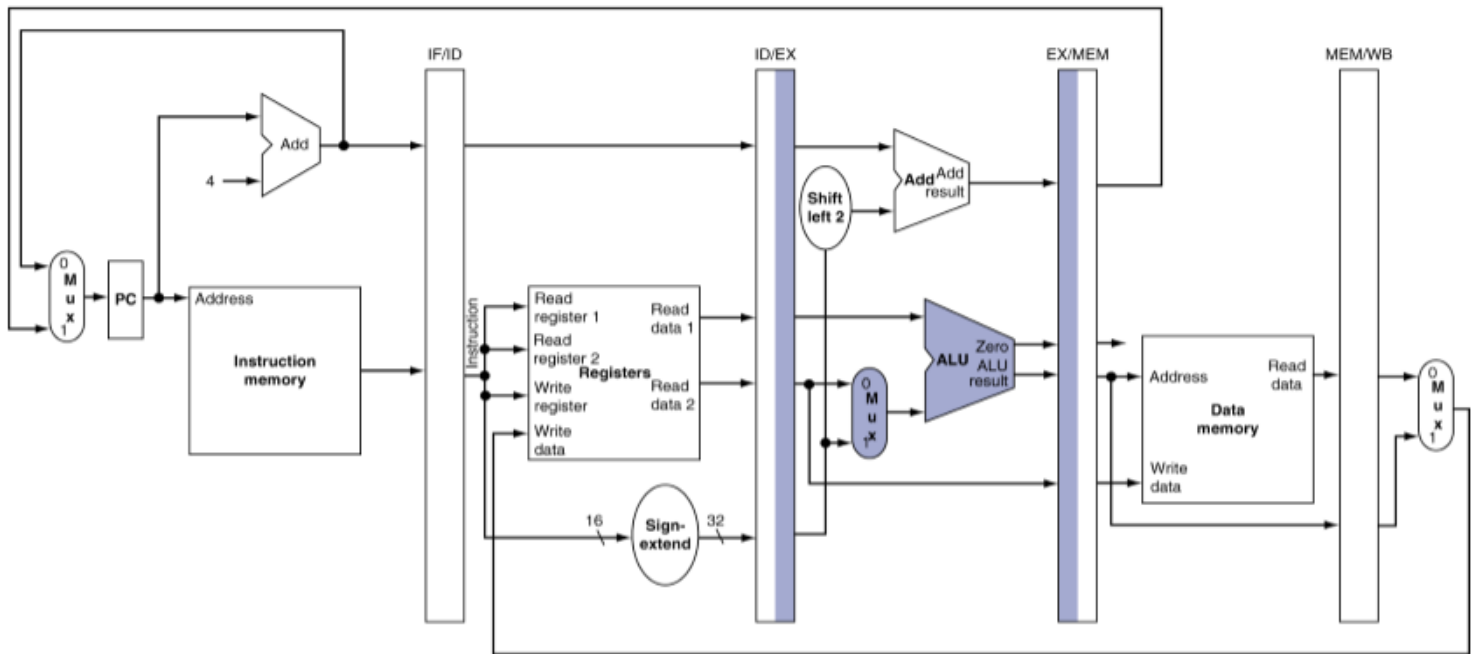 IF/ID
ID/EX
EX/MEM
MEM/WB
Add
4
Shift
left 2
Add
Add
result
0
M
u
x
1
PC
Address
Instruction
memory
Instruction
Read
register 1
Read
register 2
Registers
Write
register
Write
data
Read
data 1
Read
data 2
16
Sign-
extend
32
0
M
u
x
1
ALU
Zero
ALU
result
Address
Read
data
Data
memory
Write
data
0
M
u
x
1